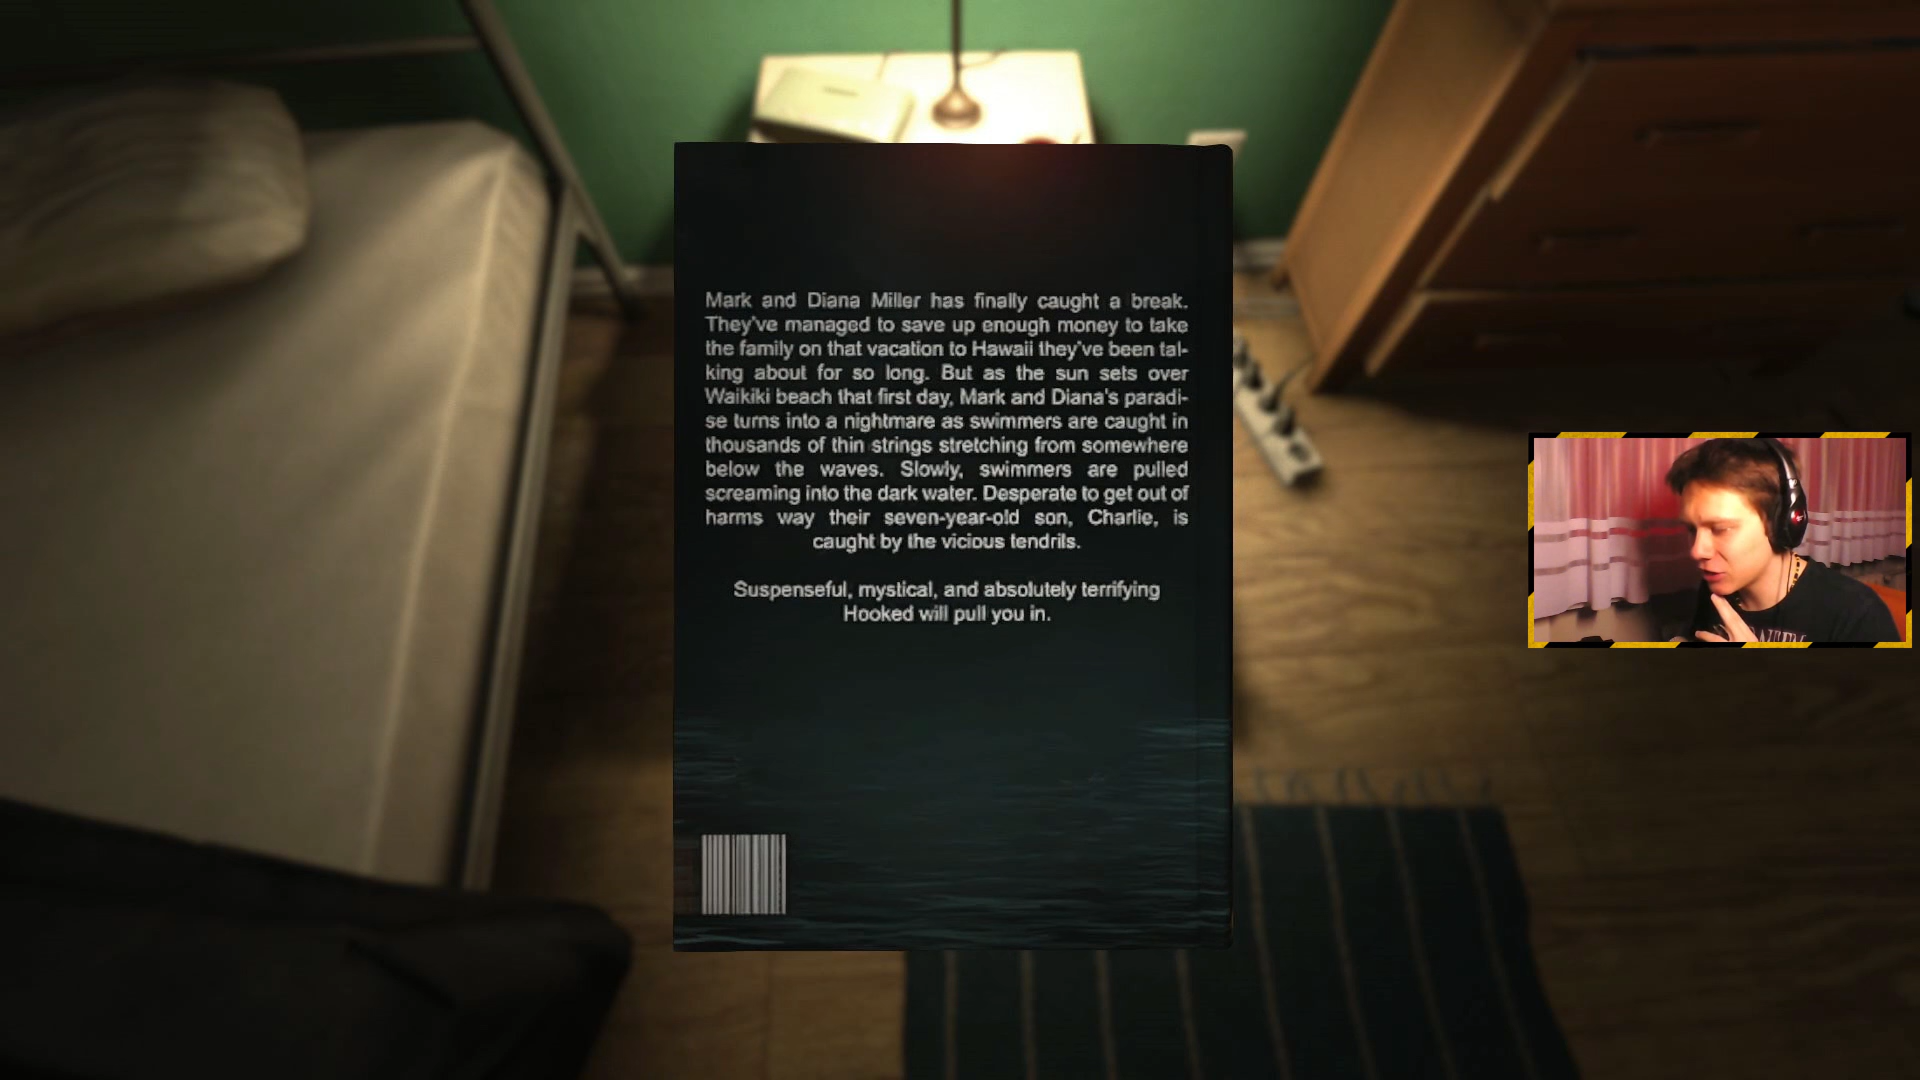 Mark and Diana Miller has finally caught a break.
They've managed to save up enough money to take
the family on that vacation to Hawaii they've been tal-
king about for so long. But as the sun sets over
Waikiki beach that first day, Mark and Diana's paradi-
se turns into a nightmare as swimmers are caught in
thousands of thin strings stretching from somewhere
below the waves. Slowly, swimmers are pulled
screaming into the dark water. Desperate to get out of
harms way their seven-year-old son, Charlie, is
caught by the vicious tendrils.
Suspenseful, mystical, and absolutely terrifying
Hooked will pull you in.